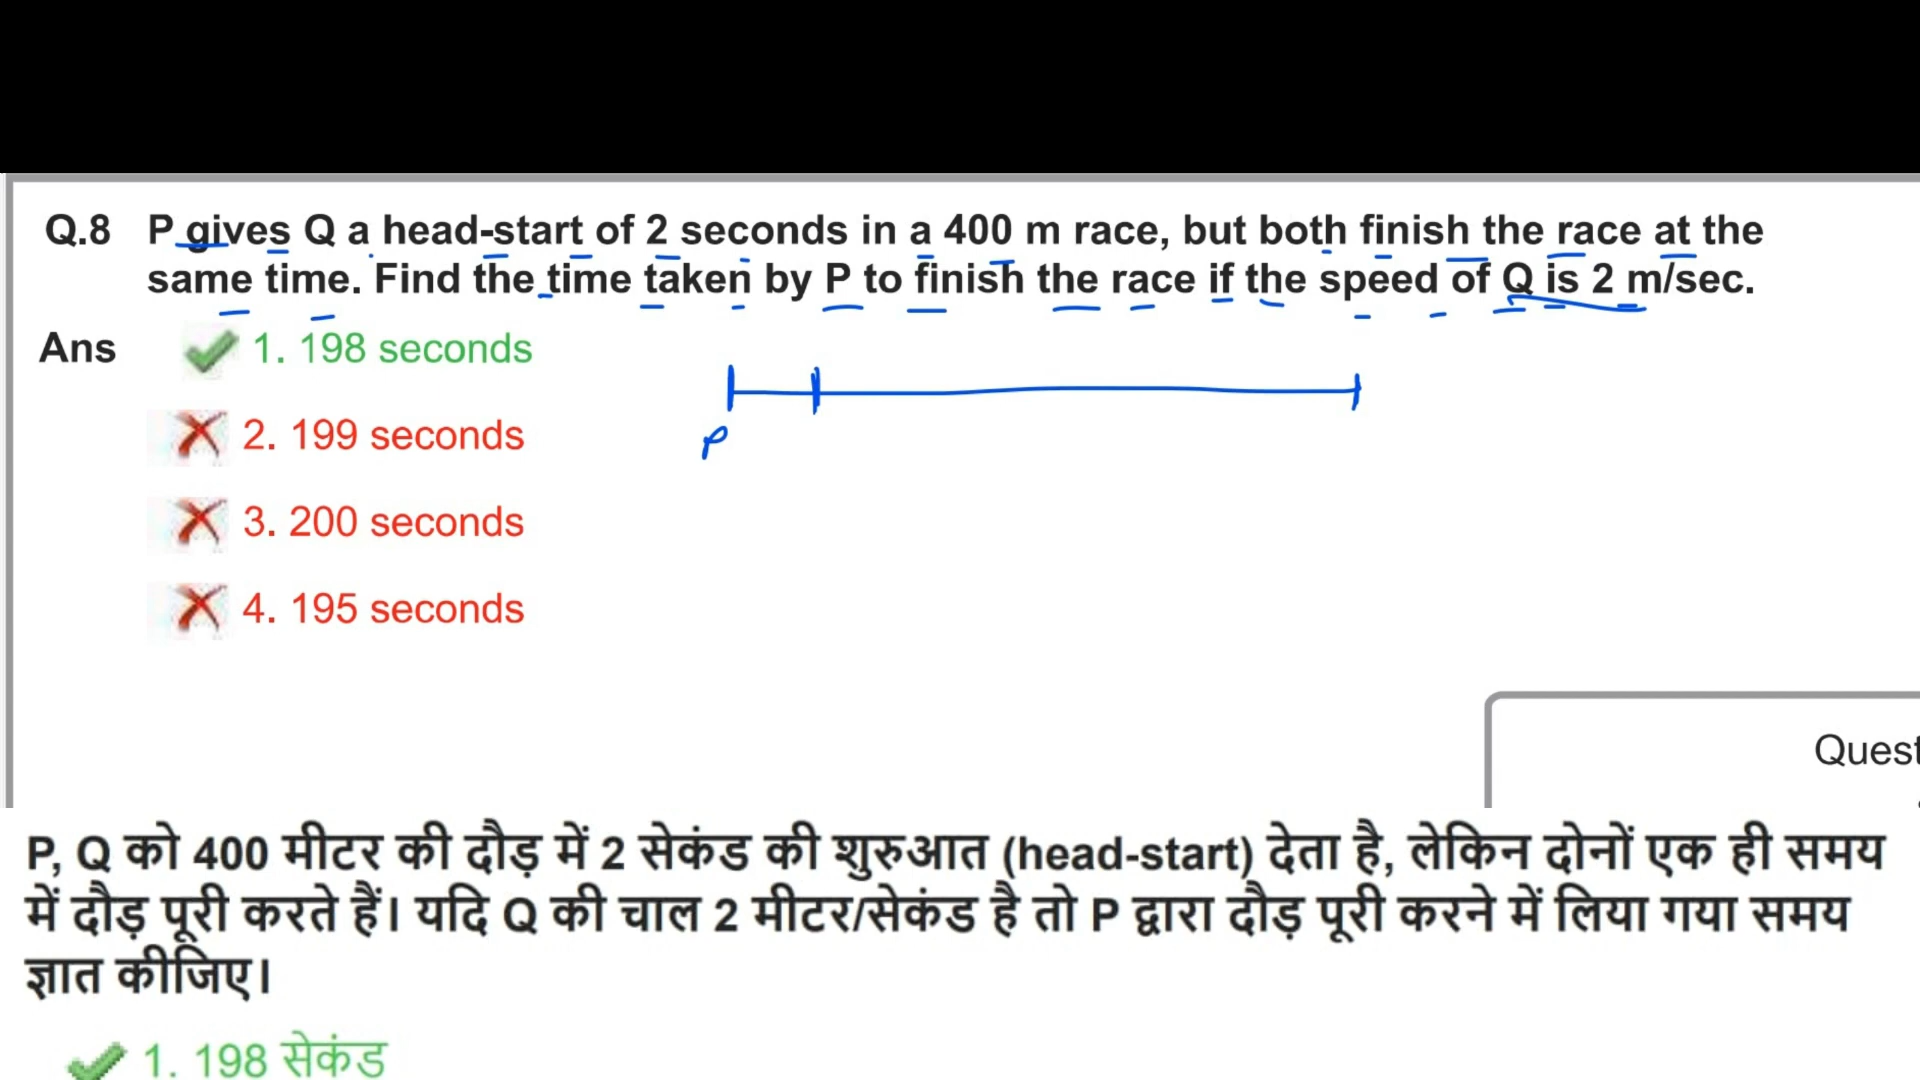 Q.8 P gives Q a head-start of 2 seconds in a 400 m race, but both finish the race at the
same time. Find the time taken by P to finish the race if the speed of Q is 2 m/sec.
Ans 1. 198 seconds
2. 199 seconds
P
3. 200 seconds
4. 195 seconds
Quest
P, Q को 400 मीटर की दौड़ में 2 सेकंड की शुरुआत (head-start) देता है, लेकिन दोनों एक ही समय
में दौड़ पूरी करते हैं। यदि Q की चाल 2 मीटर/सेकंड है तो P द्वारा दौड़ पूरी करने में लिया गया समय
ज्ञात कीजिए।
1. 198 सेकंड